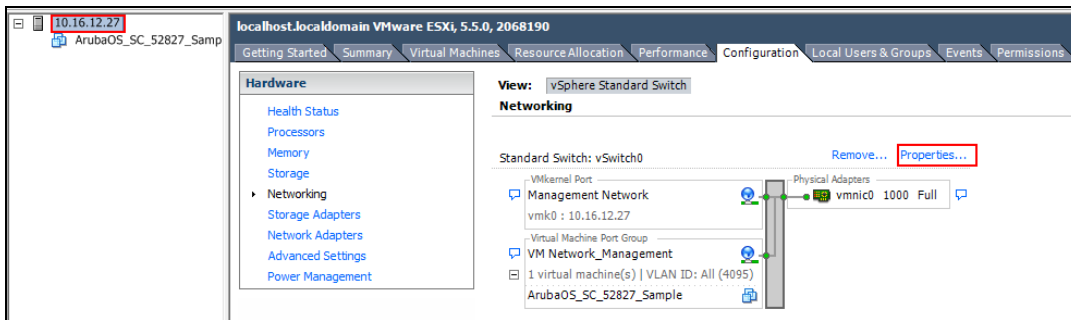 10.16.12.27
ArubaOS_SC_52827_Samp
localhost.localdomain VMware ESXi, 5.5.0, 2068190
Getting Started Summary Virtual Machines Resource Allocation Performance Configuration Local Users & Groups Events Permissions
Hardware
Health Status
Processors
Memory
Storage
Networking
Storage Adapters
Network Adapters
Advanced Settings
Power Management
View: vSphere Standard Switch
Networking
Standard Switch: vSwitch0 Remove... Properties...
VMkernel Port Physical Adapters
Management Network vmnic0 1000 Full
vmk0 : 10.16.12.27
Virtual Machine Port Group
VM Network_Management
1 virtual machine(s) | VLAN ID: All (4095)
ArubaOS_SC_52827_Sample